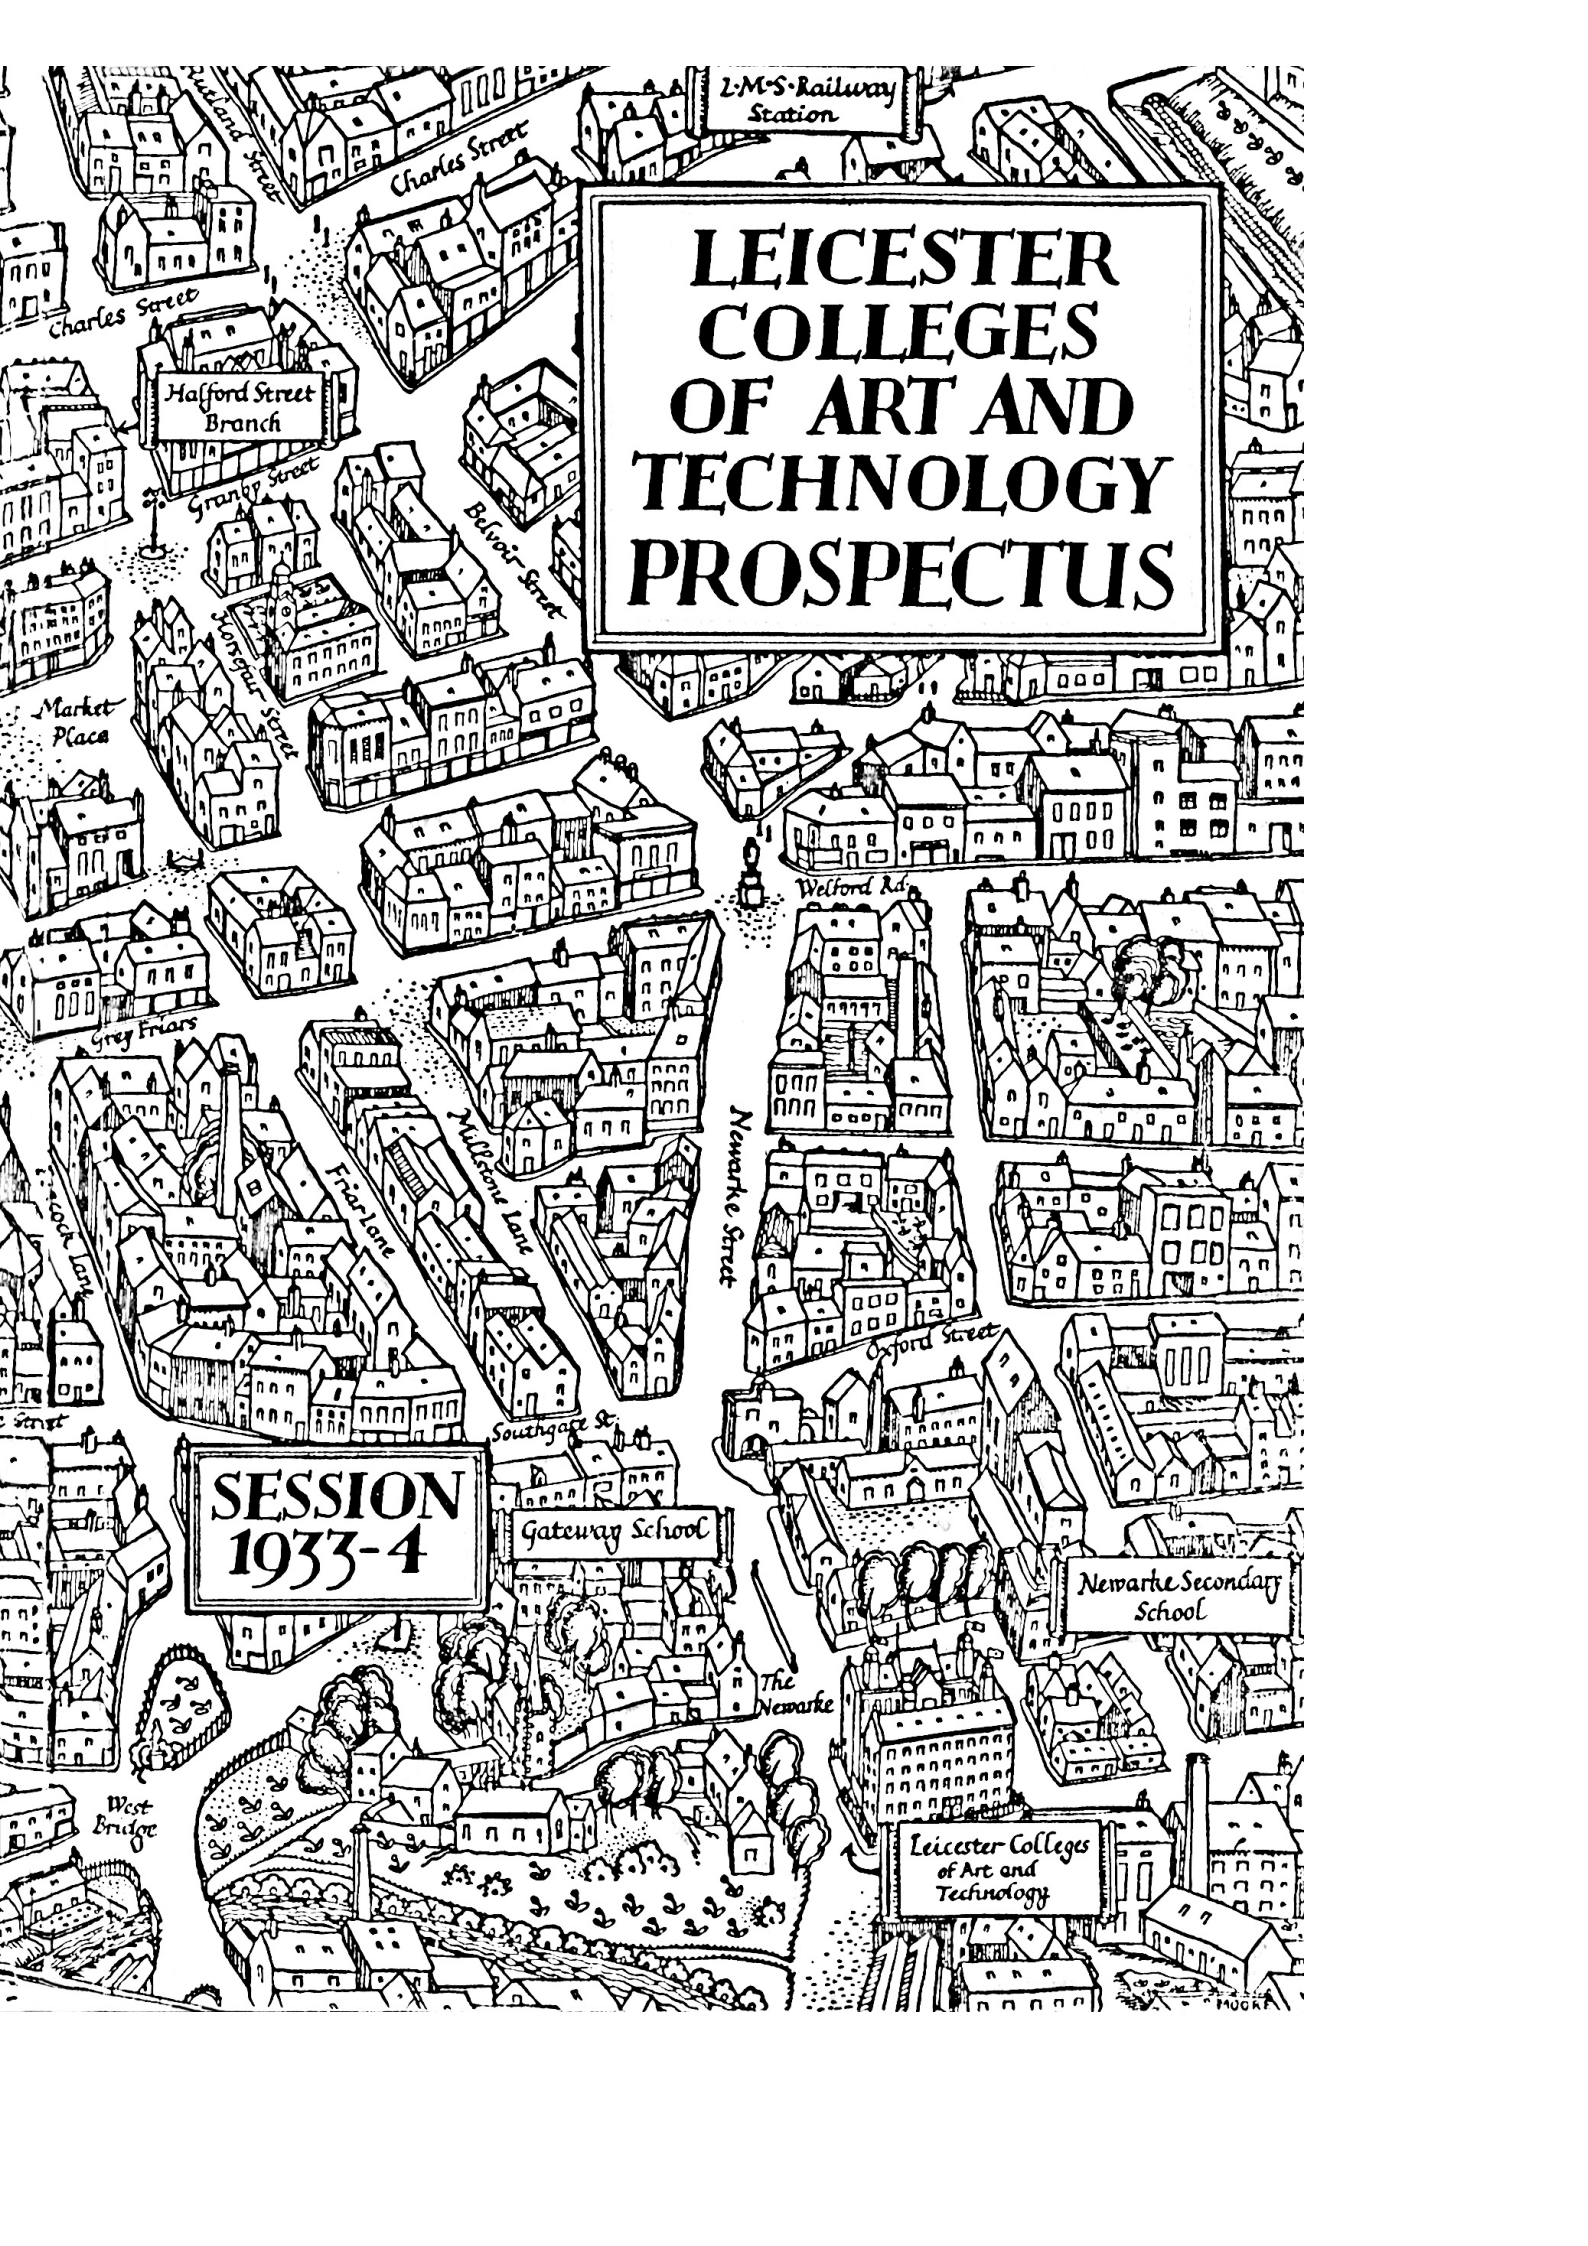 L·M·S·Railway
Station
Rutland Street
Charles Street
LEICESTER
COLLEGES
OF ART AND
TECHNOLOGY
PROSPECTUS
Charles Street
Halford Street
Branch
Granby Street
Belvoir Street
Horsefair Street
Market
Place
Welford Rd.
Grey Friars
Millstone Lane
Newarke Street
Friar Lane
Lane
Oxford Street
Street
Southgate St.
SESSION
1933-4
Gateway School
Newarke Secondary
School
The
Newarke
West
Bridge
Leicester Colleges
of Art and
Technology
MOORE